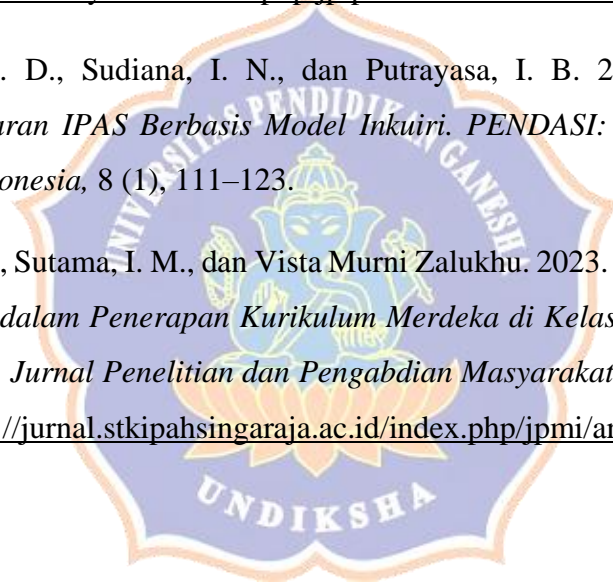 . D., Sudiana, I. N., dan Putrayasa, I. B. 2
uran IPAS Berbasis Model Inkuiri. PENDASI:
onesia, 8 (1), 111–123.
, Sutama, I. M., dan Vista Murni Zalukhu. 2023.
dalam Penerapan Kurikulum Merdeka di Kelas
Jurnal Penelitian dan Pengabdian Masyarakat
://jurnal.stkipahsingaraja.ac.id/index.php/jpmi/ar
UNIVERSITAS PENDIDIKAN GANESH
UNDIKSHA